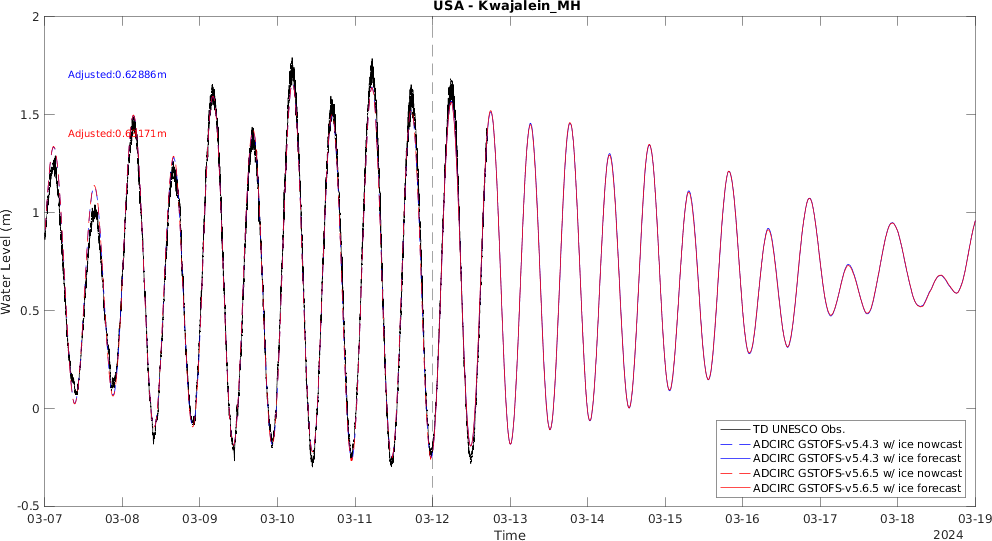 USA - Kwajalein_MH
2
1.5
1
0.5
0
-0.5
Water Level (m)
Adjusted:0.62886m
03-07 03-08 03-09 03-10 03-11 03-12 03-13 03-14 03-15 03-16 03-17 03-18 03-19
Time
2024
TD UNESCO Obs.
ADCIRC GSTOFS-v5.4.3 w/ ice nowcast
ADCIRC GSTOFS-v5.4.3 w/ ice forecast
ADCIRC GSTOFS-v5.6.5 w/ ice nowcast
ADCIRC GSTOFS-v5.6.5 w/ ice forecast